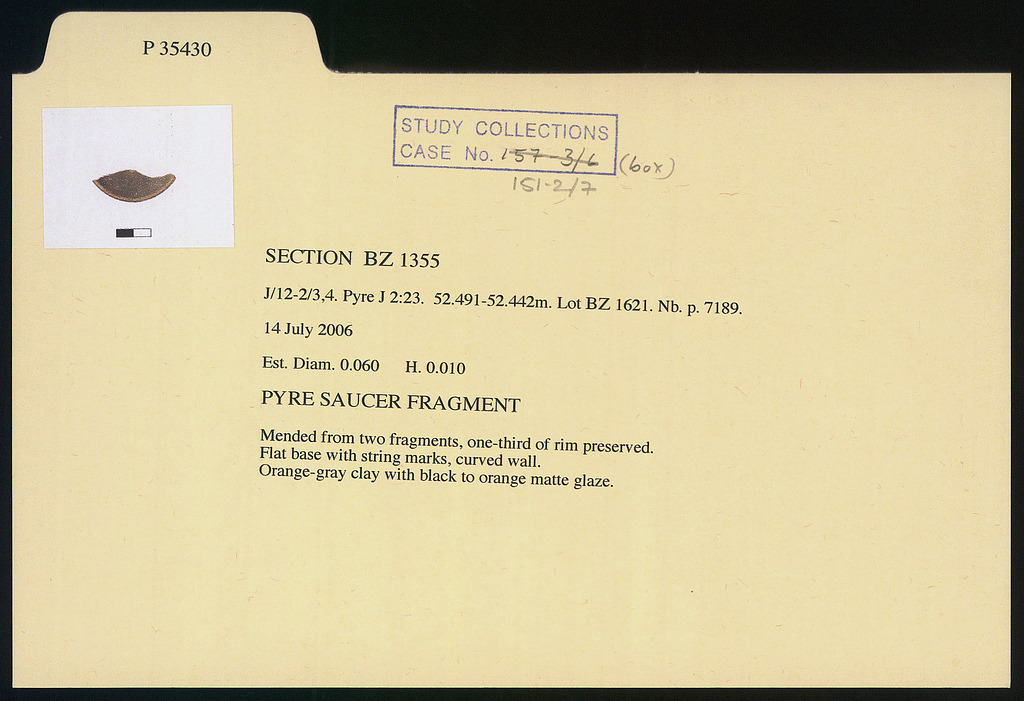 P 35430
STUDY COLLECTIONS
CASE No. 157-3/6 (box)
151-2/7
SECTION BZ 1355
J/12-2/3,4. Pyre J 2:23. 52.491-52.442m. Lot BZ 1621. Nb. p. 7189.
14 July 2006
Est. Diam. 0.060 H. 0.010
PYRE SAUCER FRAGMENT
Mended from two fragments, one-third of rim preserved.
Flat base with string marks, curved wall.
Orange-gray clay with black to orange matte glaze.